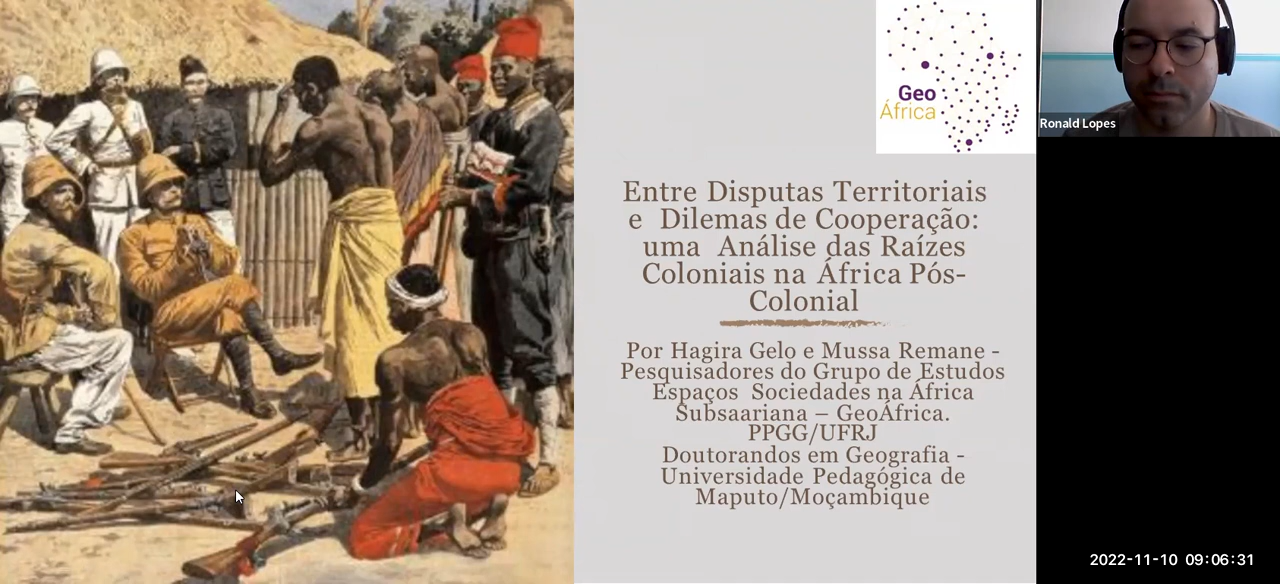 Geo
África
Ronald Lopes
Entre Disputas Territoriais
e Dilemas de Cooperação:
uma Análise das Raízes
Coloniais na África Pós-
Colonial
Por Hagira Gelo e Mussa Remane -
Pesquisadores do Grupo de Estudos
Espaços Sociedades na África
Subsaariana – GeoÁfrica.
PPGG/UFRJ
Doutorandos em Geografia -
Universidade Pedagógica de
Maputo/Moçambique
2022-11-10 09:06:31